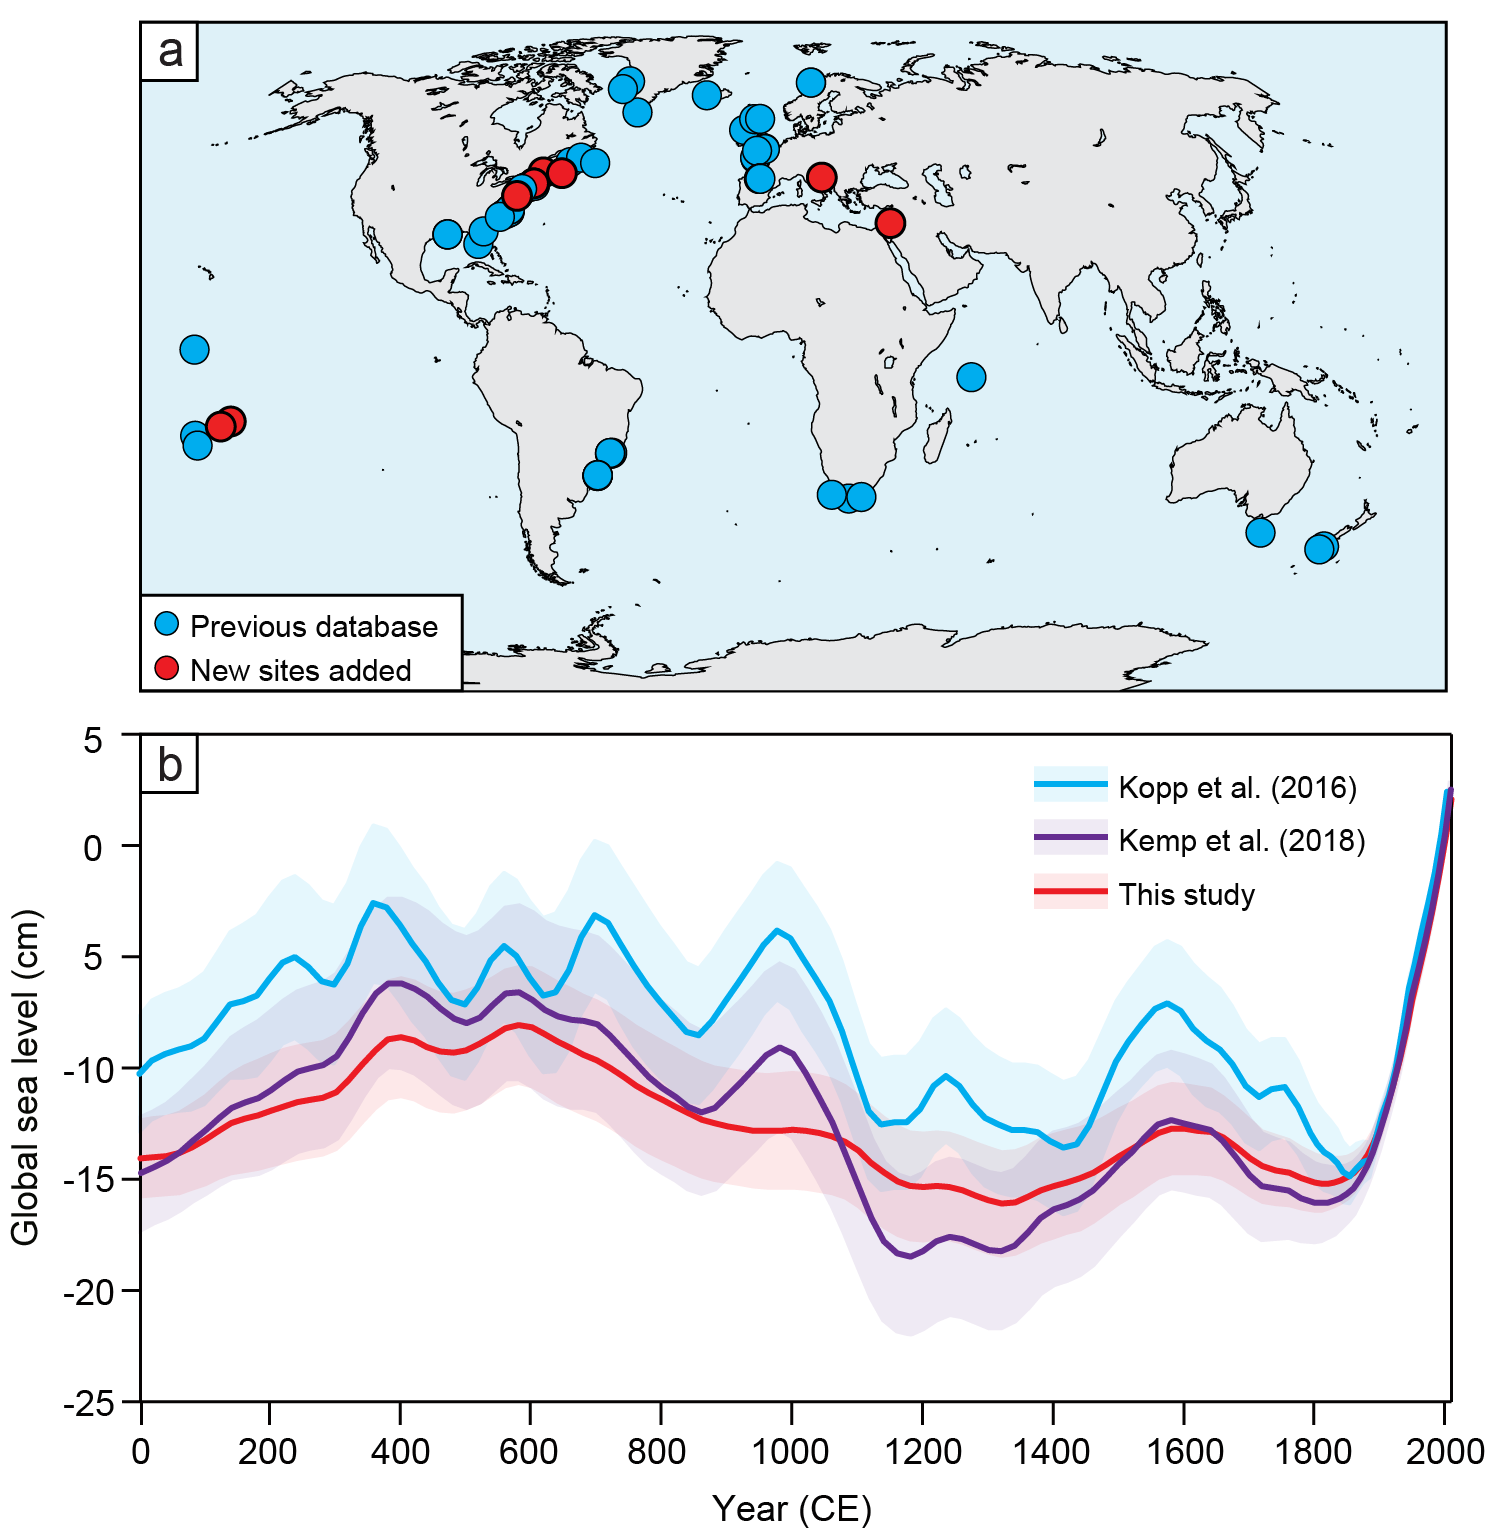 a
Previous database
New sites added
b
Kopp et al. (2016)
Kemp et al. (2018)
This study
5
0
5
-10
-15
-20
-25
Global sea level (cm)
0 200 400 600 800 1000 1200 1400 1600 1800 2000
Year (CE)